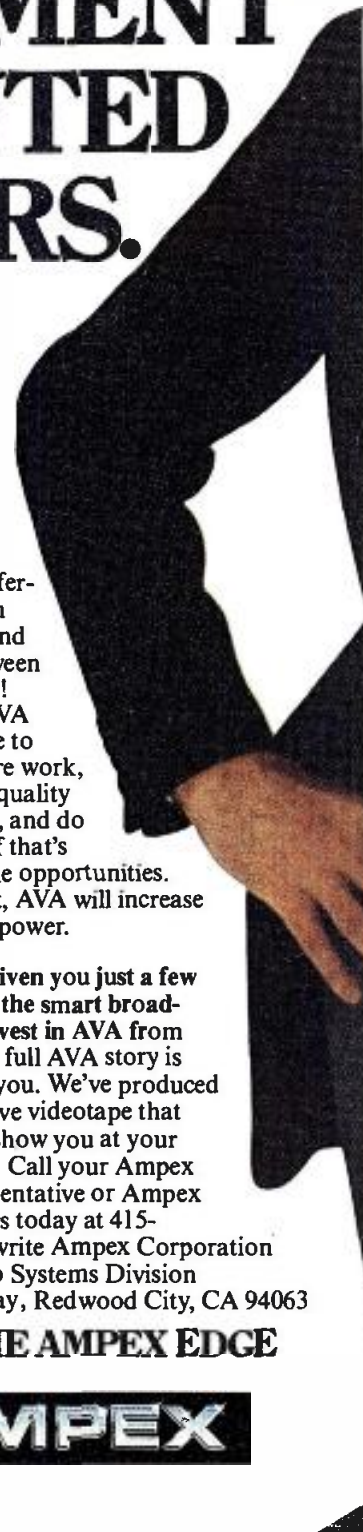 MENT
TED
RS.
fer-
n
nd
ween
!
VA
e to
re work,
quality
, and do
f that's
le opportunities.
, AVA will increase
power.
iven you just a few
the smart broad-
vest in AVA from
full AVA story is
you. We've produced
ve videotape that
show you at your
Call your Ampex
sentative or Ampex
s today at 415-
write Ampex Corporation
o Systems Division
ay, Redwood City, CA 94063
E AMPEX EDGE
MPEX